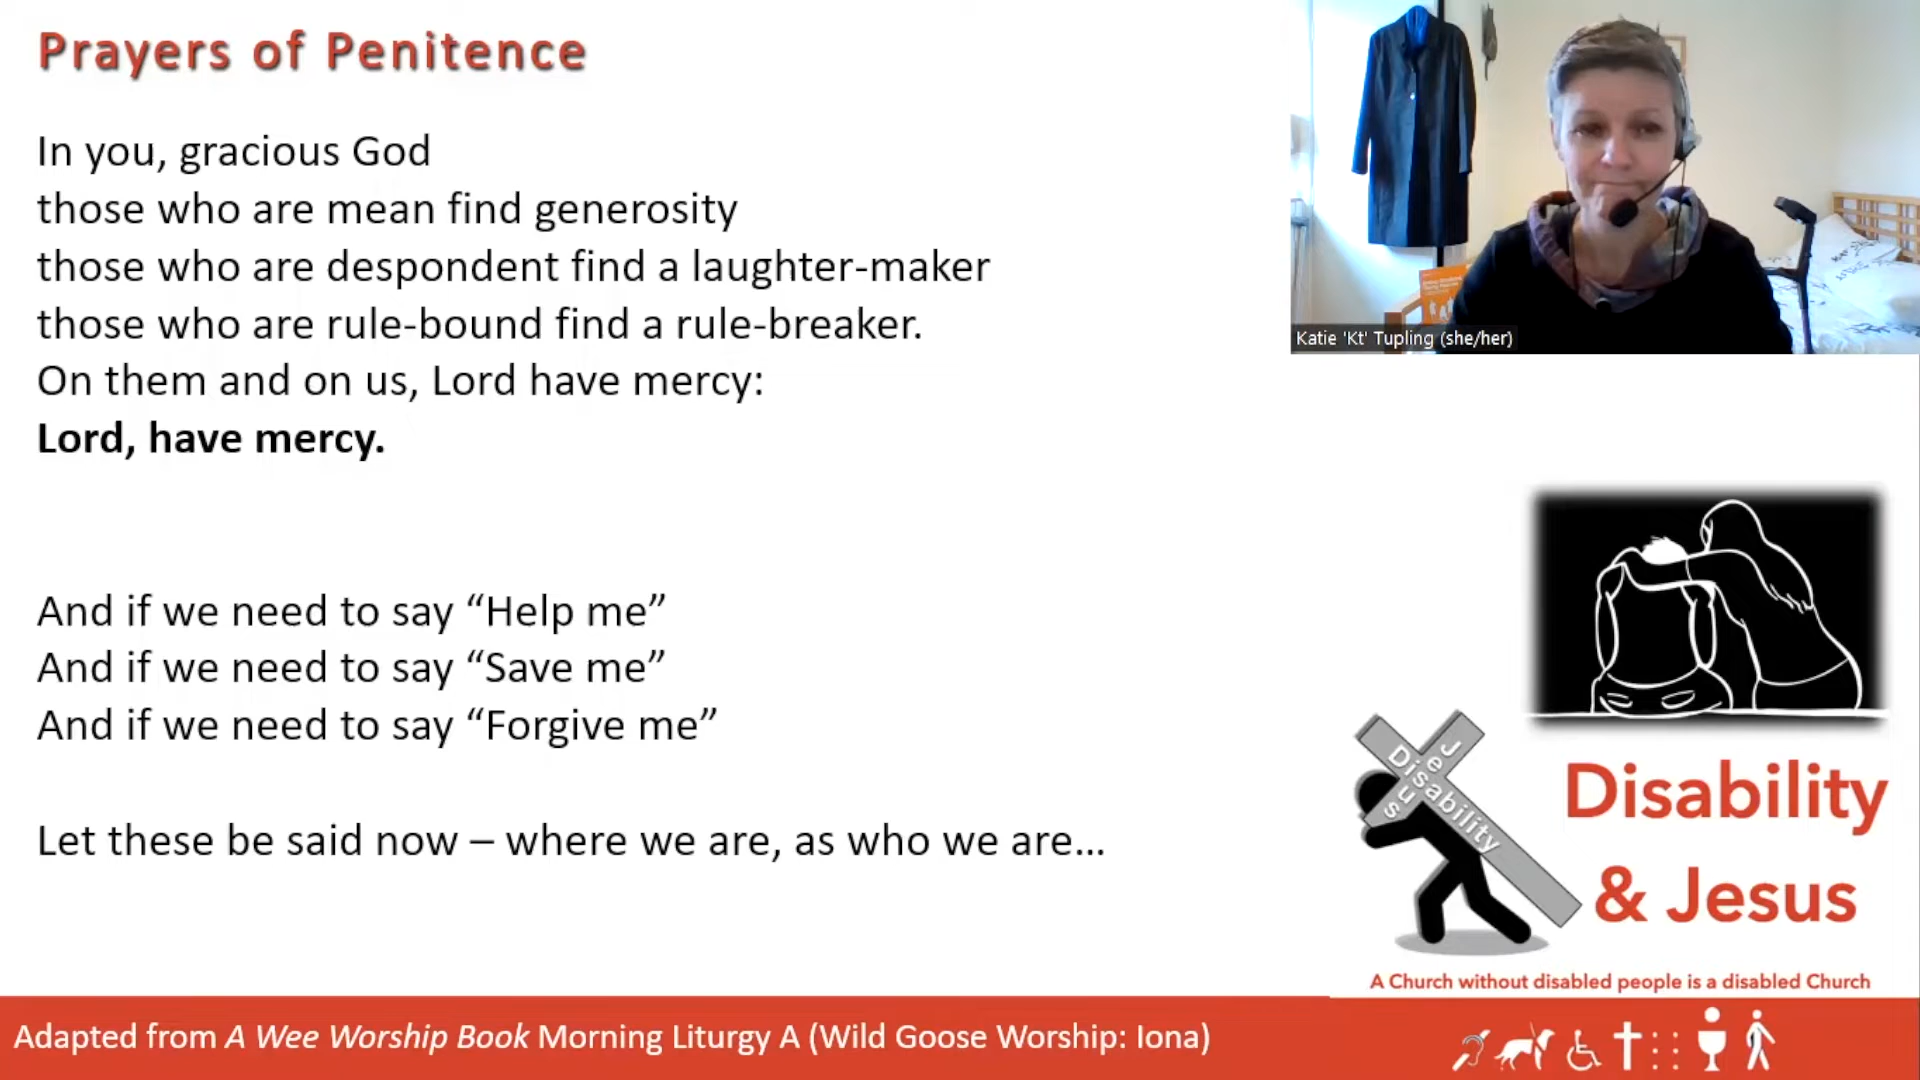 Prayers of Penitence
In you, gracious God
those who are mean find generosity
those who are despondent find a laughter-maker
those who are rule-bound find a rule-breaker.
On them and on us, Lord have mercy:
Lord, have mercy.
And if we need to say “Help me”
And if we need to say “Save me”
And if we need to say “Forgive me”
Let these be said now – where we are, as who we are...
Katie 'Kt' Tupling (she/her)
Disability
Jesus
Disability
& Jesus
A Church without disabled people is a disabled Church
Adapted from A Wee Worship Book Morning Liturgy A (Wild Goose Worship: Iona)